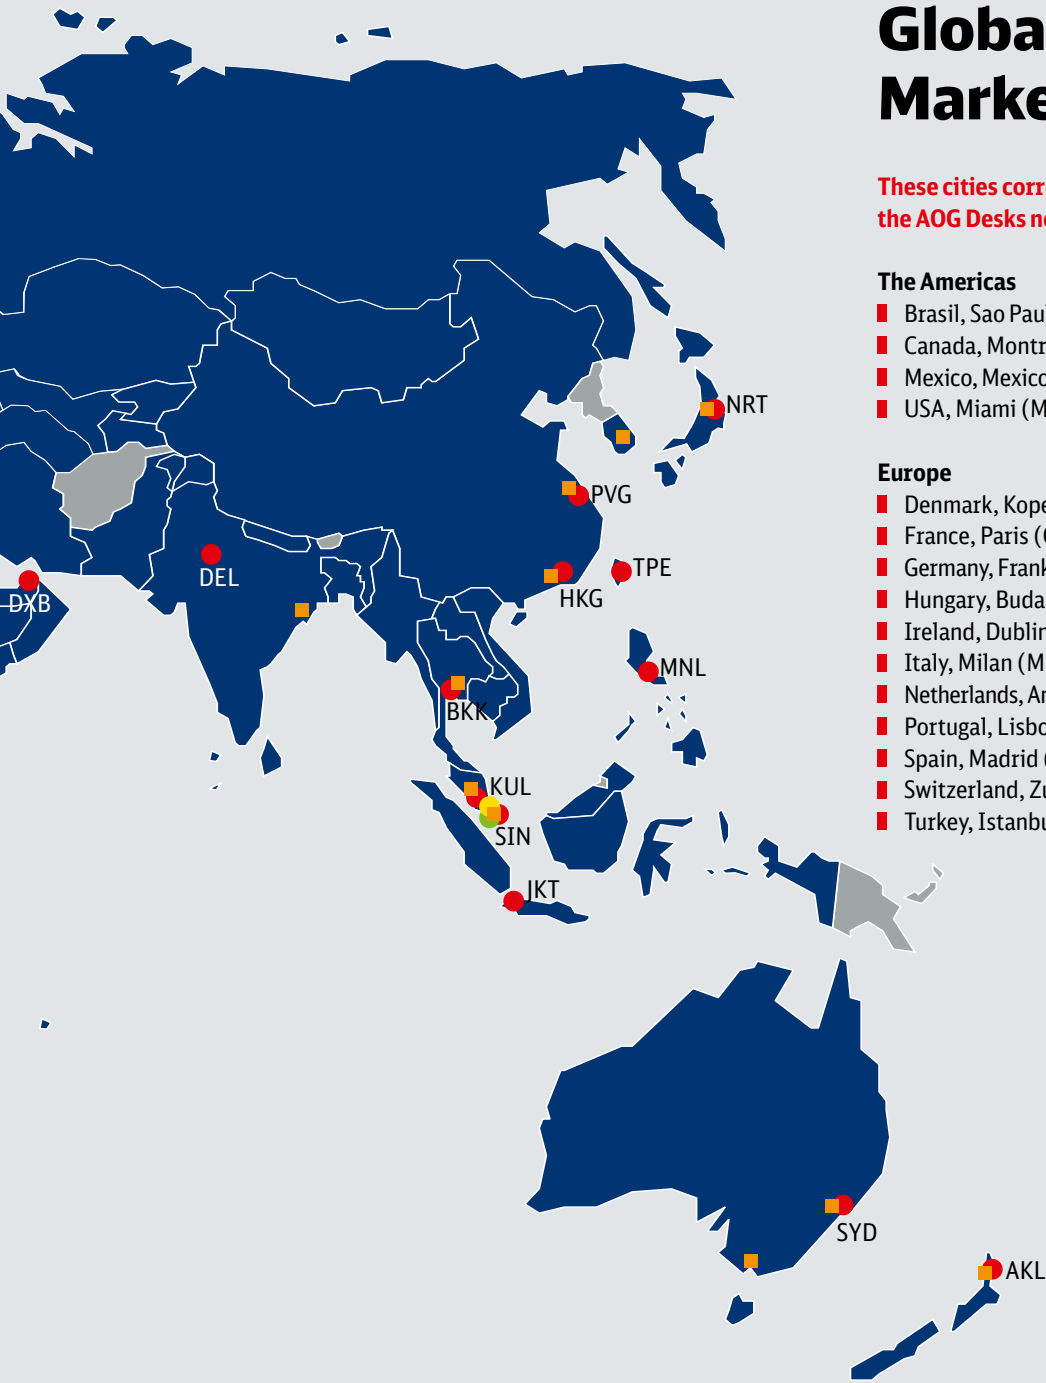 Globa
Marke
These cities corr
the AOG Desks n
The Americas
Brasil, Sao Pau
Canada, Montr
Mexico, Mexico
USA, Miami (M
Europe
Denmark, Kope
France, Paris (
Germany, Frank
Hungary, Buda
Ireland, Dublin
Italy, Milan (M
Netherlands, Am
Portugal, Lisbo
Spain, Madrid (
Switzerland, Zu
Turkey, Istanbu
NRT
PVG
DEL
TPE
DXB
HKG
MNL
BKK
KUL
SIN
JKT
SYD
AKL